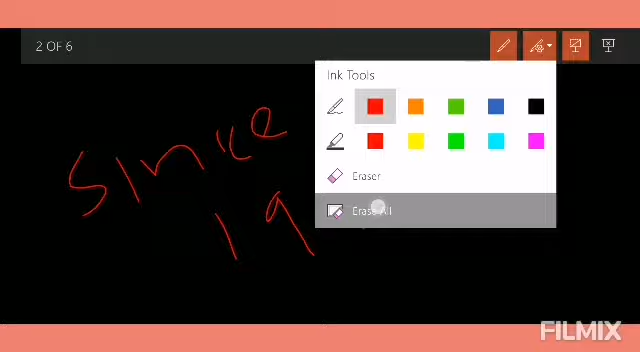 2 OF 6
Ink Tools
since
Eraser
Erase All
19
FILMIX